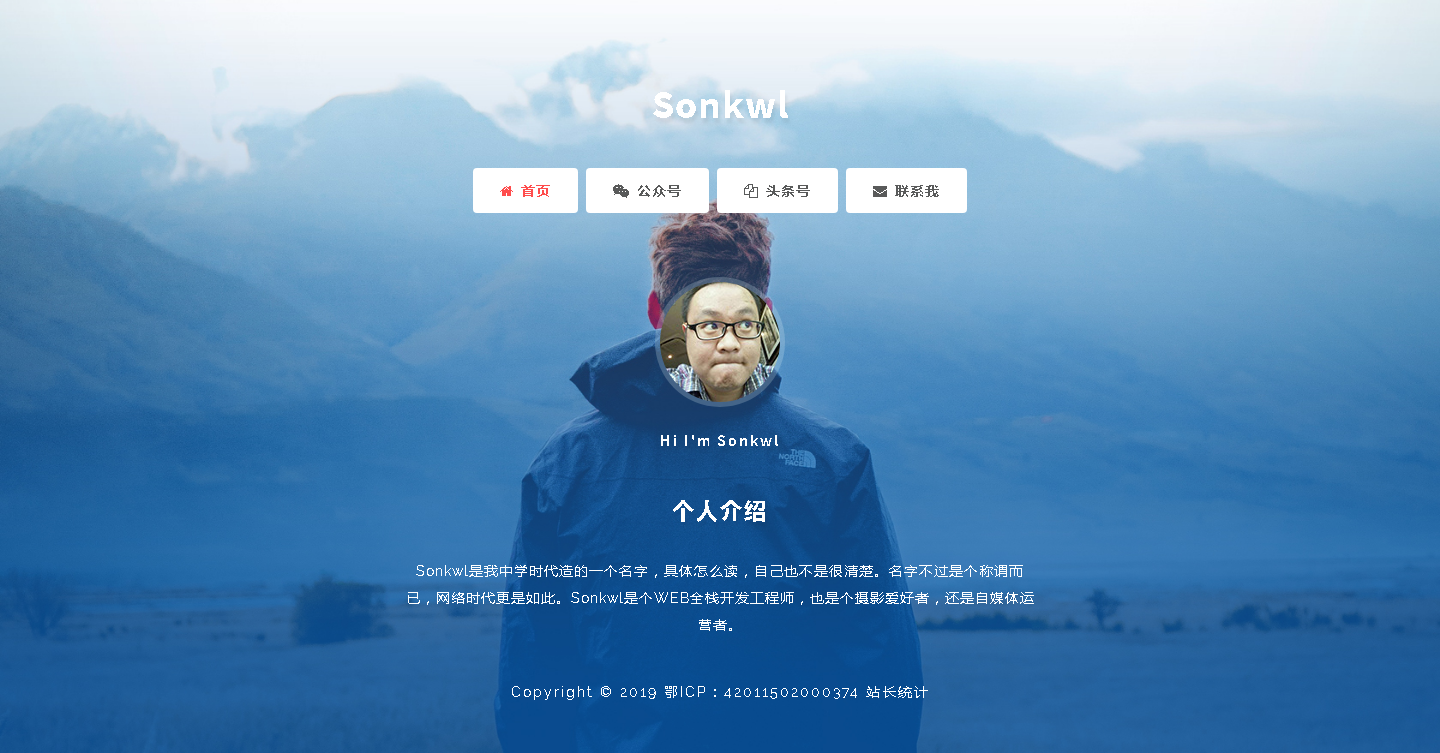 Sonkwl
首页 公众号 头条号 联系我
Hi I'm Sonkwl
THE
NORTH
FACE
个人介绍
Sonkwl是我中学时代造的一个名字，具体怎么读，自己也不是很清楚。名字不过是个称谓而
已，网络时代更是如此。Sonkwl是个WEB全栈开发工程师，也是个摄影爱好者，还是自媒体运
营者。
Copyright © 2019 鄂ICP：42011502000374 站长统计